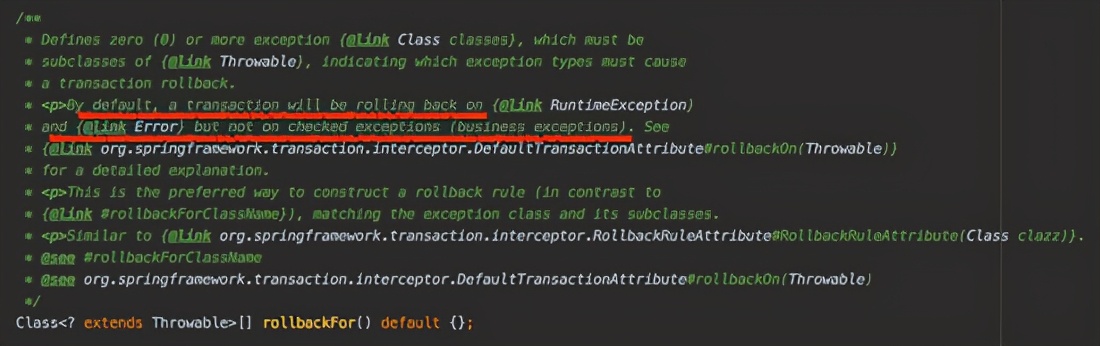 /**
* Defines zero (0) or more exception {@link Class classes}, which must be
* subclasses of {@link Throwable}, indicating which exception types must cause
* a transaction rollback.
* <p>By default, a transaction will be rolling back on {@link RuntimeException}
* and {@link Error} but not on checked exceptions (business exceptions). See
* {@link org.springframework.transaction.interceptor.DefaultTransactionAttribute#rollbackOn(Throwable)}
* for a detailed explanation.
* <p>This is the preferred way to construct a rollback rule (in contrast to
* {@link #rollbackForClassName}), matching the exception class and its subclasses.
* <p>Similar to {@link org.springframework.transaction.interceptor.RollbackRuleAttribute#RollbackRuleAttribute(Class clazz)}.
* @see #rollbackForClassName
* @see org.springframework.transaction.interceptor.DefaultTransactionAttribute#rollbackOn(Throwable)
*/
Class<? extends Throwable>[] rollbackFor() default {};